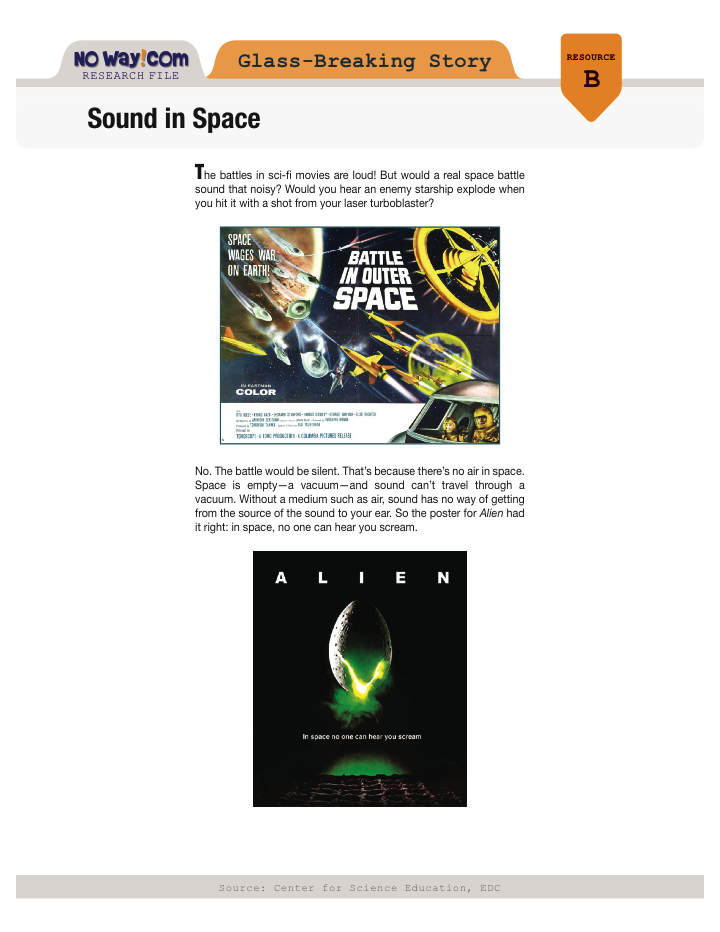 NO WAY!COM
RESEARCH FILE
Glass-Breaking Story
RESOURCE
B
Sound in Space
The battles in sci-fi movies are loud! But would a real space battle
sound that noisy? Would you hear an enemy starship explode when
you hit it with a shot from your laser turboblaster?
SPACE
WAGES WAR
ON EARTH!
BATTLE
IN OUTER
SPACE
IN EASTMAN
COLOR
A COLUMBIA PICTURES RELEASE
No. The battle would be silent. That's because there's no air in space.
Space is empty—a vacuum—and sound can't travel through a
vacuum. Without a medium such as air, sound has no way of getting
from the source of the sound to your ear. So the poster for Alien had
it right: in space, no one can hear you scream.
A L I E N
In space no one can hear you scream
Source: Center for Science Education, EDC